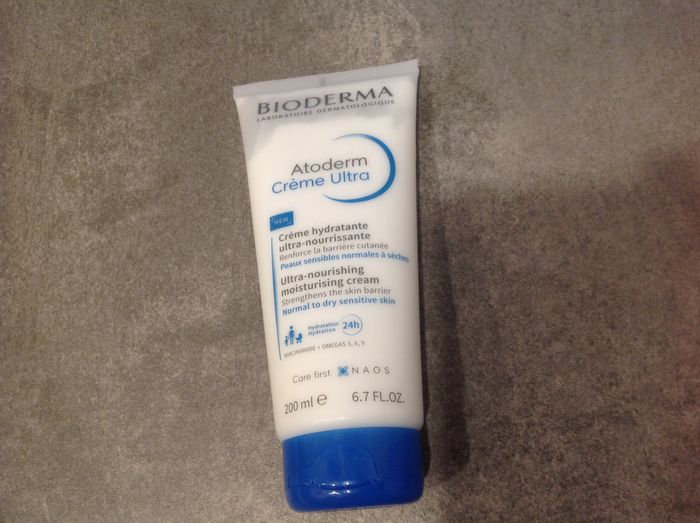 BIODERMA
LABORATOIRE DERMATOLOGIQUE
Atoderm
Crème Ultra
NEW
Crème hydratante
ultra-nourrissante
Renforce la barrière cutanée
Peaux sensibles normales à sèches
Ultra-nourishing
moisturising cream
Strengthens the skin barrier
Normal to dry sensitive skin
Hydratation
Hydration
24h
NIACINAMIDE + OMEGAS 3, 6, 9
Care first.
NAOS
200 ml ℮ 6.7 FL.OZ.